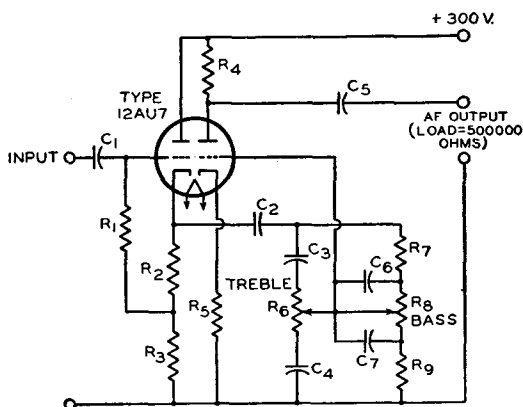 + 300 V.
R4
TYPE
12AU7
C5
C1
AF OUTPUT
(LOAD=500000
OHMS)
INPUT
C2
R1
C3
R7
R2
C6
TREBLE
R5
R6
R8
BASS
C7
R3
C4
R9